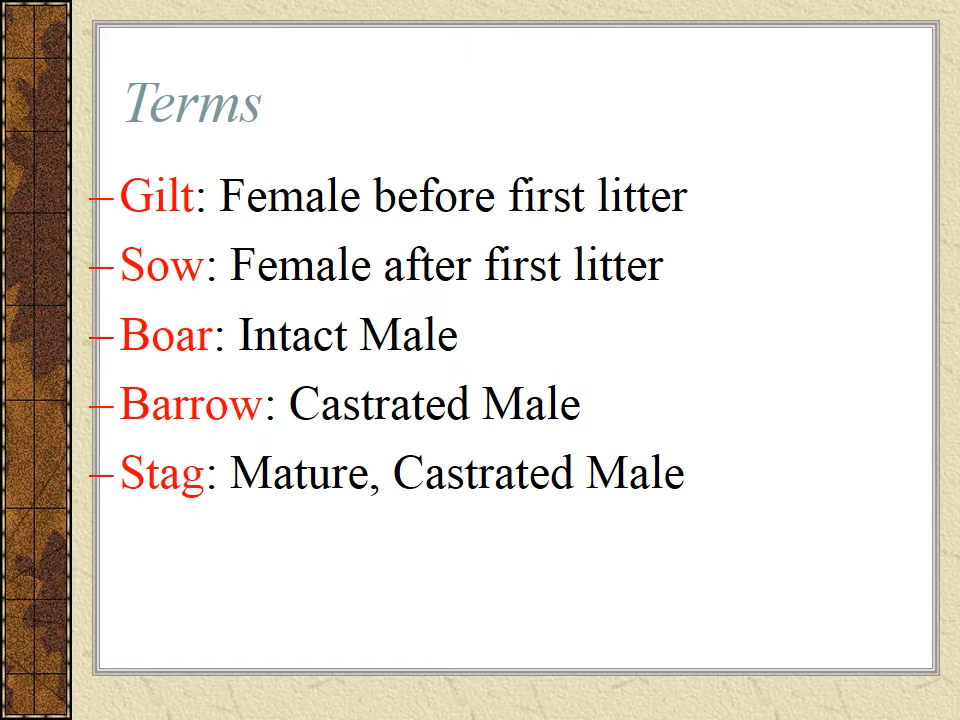 Terms
– Gilt: Female before first litter
– Sow: Female after first litter
– Boar: Intact Male
– Barrow: Castrated Male
– Stag: Mature, Castrated Male